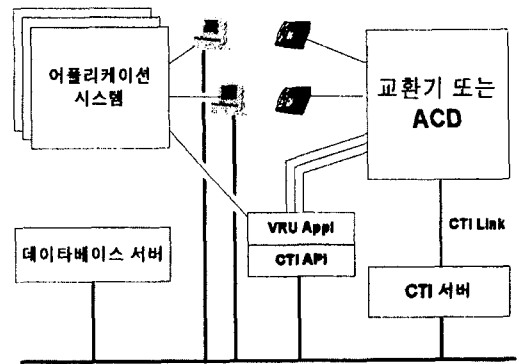 어플리케이션
시스템
교환기 또는
ACD
VRU Appl
CTI API
CTI Link
데이타베이스 서버
CTI 서버